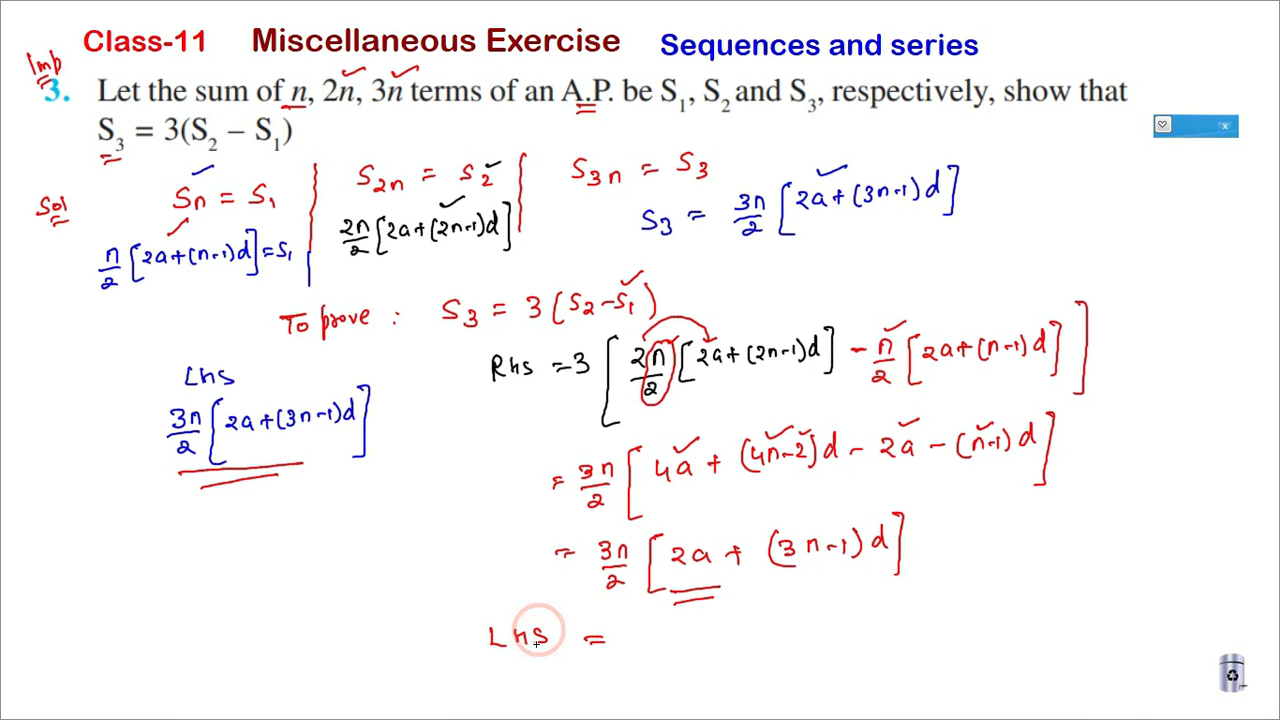 Class-11 Miscellaneous Exercise Sequences and series
Imp
3. Let the sum of n, 2n, 3n terms of an A.P. be S₁, S₂ and S₃, respectively, show that
S₃ = 3(S₂ – S₁)
Sol
Sn = S₁
n/2 [2a+(n-1)d] = S₁
S₂n = S₂
2n/2 [2a+(2n-1)d]
S₃n = S₃
S₃ = 3n/2 [2a+(3n-1)d]
To prove : S₃ = 3 (S₂-S₁)
LHS
3n/2 [2a+(3n-1)d]
RHS = 3 [2n/2 [2a+(2n-1)d] - n/2 [2a+(n-1)d]]
= 3n/2 [4a + (4n-2)d - 2a - (n-1)d]
= 3n/2 [2a + (3n-1)d]
LHS =